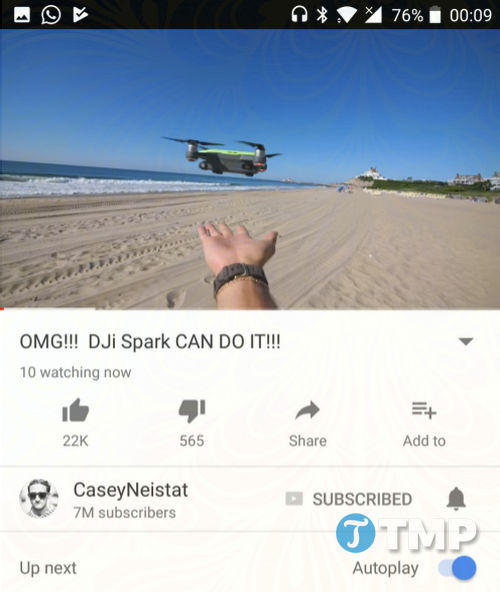 76% 00:09
OMG!!! DJi Spark CAN DO IT!!!
10 watching now
22K 565 Share Add to
CaseyNeistat
SUBSCRIBED
7M subscribers
TMP
Up next Autoplay